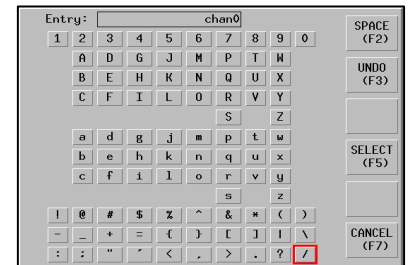 Entry: chan0
SPACE
(F2)
1 2 3 4 5 6 7 8 9 0
A D G J M P T W
UNDO
(F3)
B E H K N Q U X
C F I L O R V Y
S Z
a d g j m p t w
SELECT
(F5)
b e h k n q u x
c f i l o r v y
s z
! @ # $ % ^ & * ( )
- _ + = { } [ ] | \
CANCEL
(F7)
: " < , > . ? /